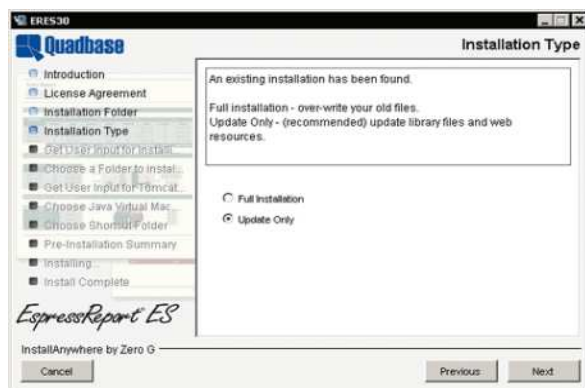 ERES30
Quadbase
Installation Type
Introduction
License Agreement
Installation Folder
Installation Type
Get User Input for Install...
Choose a Folder to Instal...
Get User Input for Tomcat...
Choose Java Virtual Mac...
Choose Shortcut Folder
Pre-Installation Summary
Installing...
Install Complete
An existing installation has been found.
Full installation - over-write your old files.
Update Only - (recommended) update library files and web
resources.
Full Installation
Update Only
EspressReport ES
InstallAnywhere by Zero G
Cancel
Previous
Next